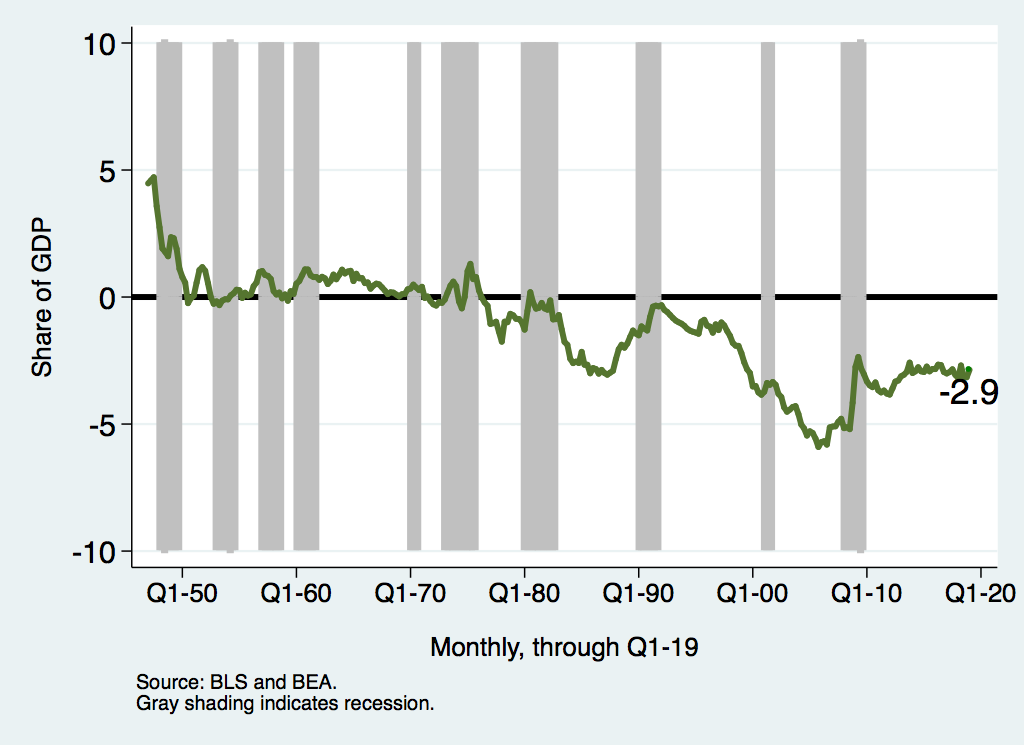 10
5
0
-5
-10
Share of GDP
-2.9
Q1-50 Q1-60 Q1-70 Q1-80 Q1-90 Q1-00 Q1-10 Q1-20
Monthly, through Q1-19
Source: BLS and BEA.
Gray shading indicates recession.